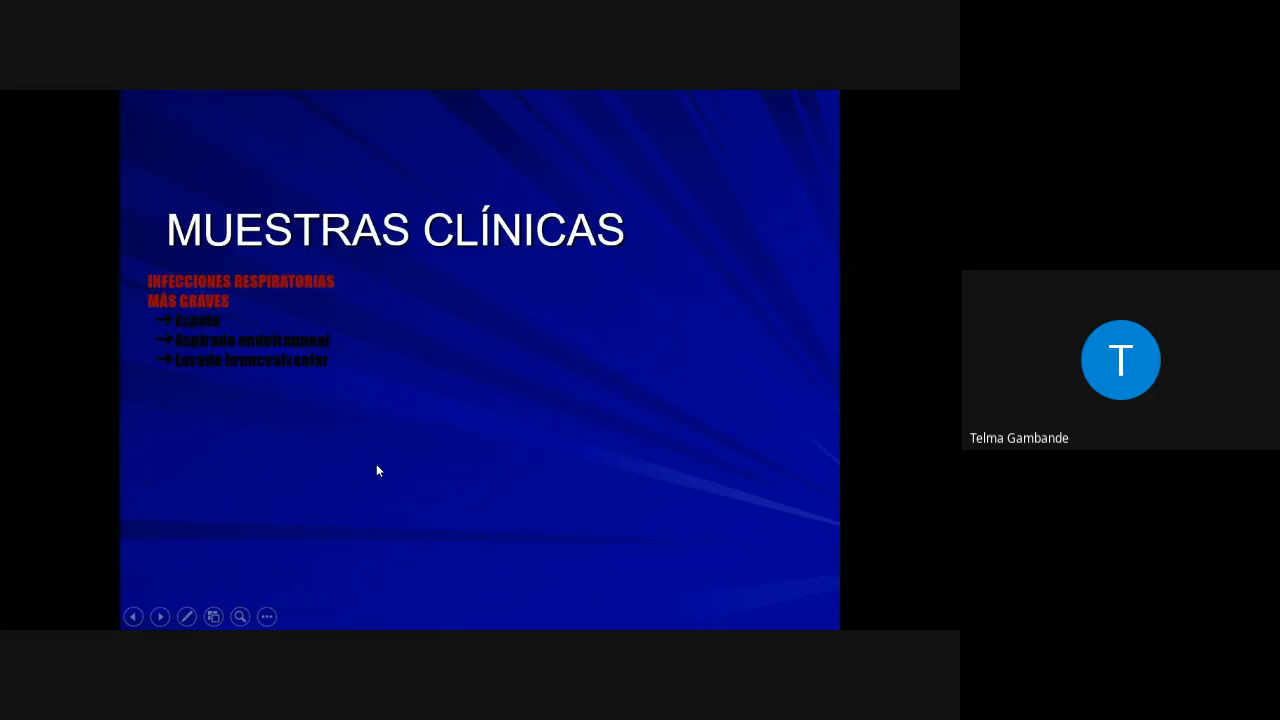 MUESTRAS CLÍNICAS
INFECCIONES RESPIRATORIAS
MÁS GRAVES
→ Esputo
→ Aspirado endotraqueal
→ Lavado broncoalveolar
T
Telma Gambande